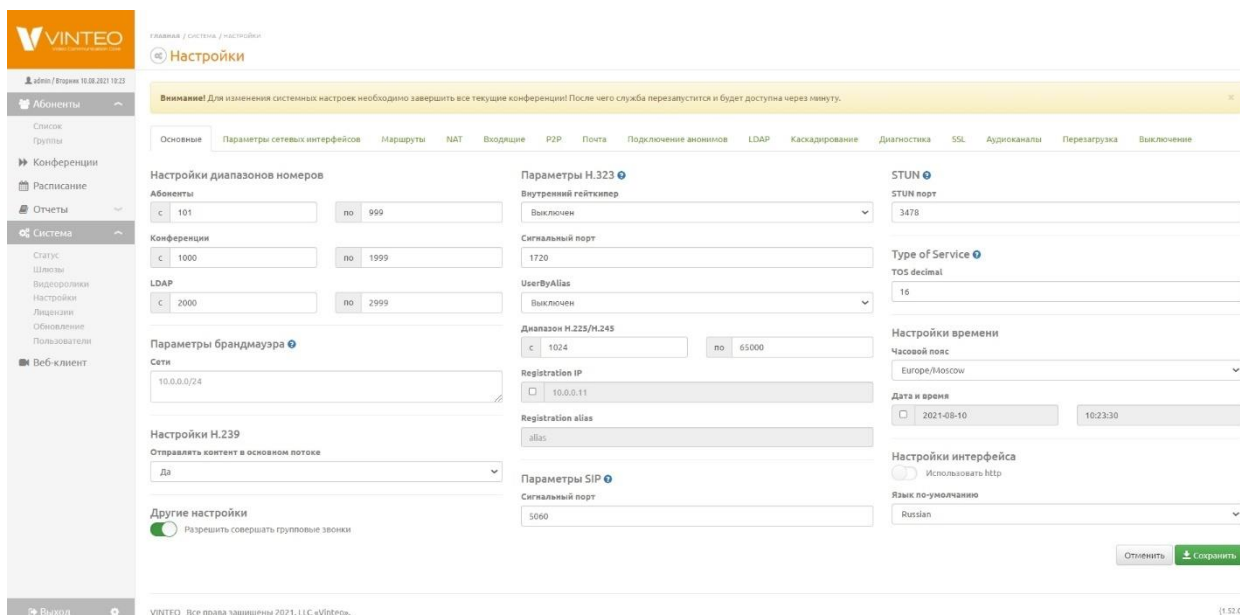 VINTEO
ГЛАВНАЯ / СИСТЕМА / НАСТРОЙКИ
Настройки
admin / Вторник 10.08.2021 10:23
Внимание! Для изменения системных настроек необходимо завершить все текущие конференции! После чего служба перезапустится и будет доступна через минуту.
Абоненты
Список
Группы
Конференции
Расписание
Отчеты
Система
Статус
Шлюзы
Видеоролики
Настройки
Лицензии
Обновление
Пользователи
Веб-клиент
Выход
Основные Параметры сетевых интерфейсов Маршруты NAT Входящие P2P Почта Подключение анонимов LDAP Каскадирование Диагностика SSL Аудиоканалы Перезагрузка Выключение
Настройки диапазонов номеров
Абоненты
с 101 по 999
Конференции
с 1000 по 1999
LDAP
с 2000 по 2999
Параметры брандмауэра
Сети
10.0.0.0/24
Настройки H.239
Отправлять контент в основном потоке
Да
Другие настройки
Разрешить совершать групповые звонки
Параметры H.323
Внутренний гейткипер
Выключен
Сигнальный порт
1720
UserByAlias
Выключен
Диапазон H.225/H.245
с 1024 по 65000
Registration IP
10.0.0.11
Registration alias
alias
Параметры SIP
Сигнальный порт
5060
STUN
STUN порт
3478
Type of Service
TOS decimal
16
Настройки времени
Часовой пояс
Europe/Moscow
Дата и время
2021-08-10 10:23:30
Настройки интерфейса
Использовать http
Язык по-умолчанию
Russian
Отменить Сохранить
VINTEO Все права защищены 2021, LLC «Vinteo».